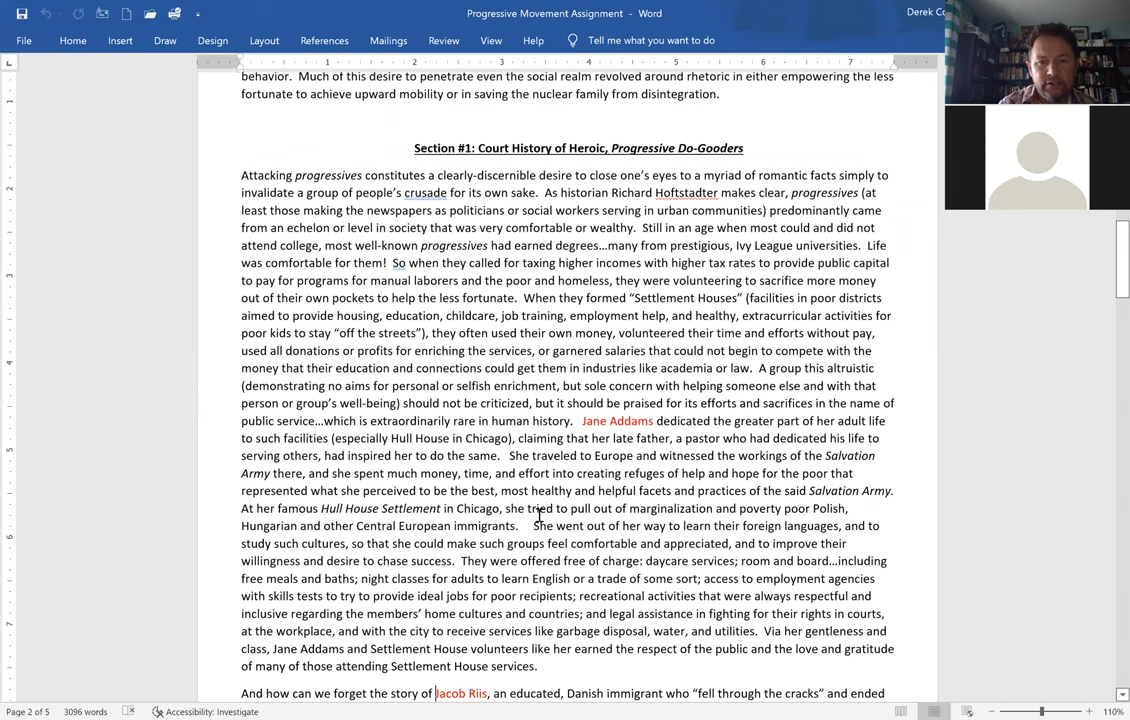 Progressive Movement Assignment - Word
Derek Co
File Home Insert Draw Design Layout References Mailings Review View Help Tell me what you want to do
1 2 3 4 5 6 7
behavior. Much of this desire to penetrate even the social realm revolved around rhetoric in either empowering the less
fortunate to achieve upward mobility or in saving the nuclear family from disintegration.
Section #1: Court History of Heroic, Progressive Do-Gooders
Attacking progressives constitutes a clearly-discernible desire to close one's eyes to a myriad of romantic facts simply to
invalidate a group of people's crusade for its own sake. As historian Richard Hoftstadter makes clear, progressives (at
least those making the newspapers as politicians or social workers serving in urban communities) predominantly came
from an echelon or level in society that was very comfortable or wealthy. Still in an age when most could and did not
attend college, most well-known progressives had earned degrees…many from prestigious, Ivy League universities. Life
was comfortable for them! So when they called for taxing higher incomes with higher tax rates to provide public capital
to pay for programs for manual laborers and the poor and homeless, they were volunteering to sacrifice more money
out of their own pockets to help the less fortunate. When they formed “Settlement Houses” (facilities in poor districts
aimed to provide housing, education, childcare, job training, employment help, and healthy, extracurricular activities for
poor kids to stay “off the streets”), they often used their own money, volunteered their time and efforts without pay,
used all donations or profits for enriching the services, or garnered salaries that could not begin to compete with the
money that their education and connections could get them in industries like academia or law. A group this altruistic
(demonstrating no aims for personal or selfish enrichment, but sole concern with helping someone else and with that
person or group's well-being) should not be criticized, but it should be praised for its efforts and sacrifices in the name of
public service…which is extraordinarily rare in human history. Jane Addams dedicated the greater part of her adult life
to such facilities (especially Hull House in Chicago), claiming that her late father, a pastor who had dedicated his life to
serving others, had inspired her to do the same. She traveled to Europe and witnessed the workings of the Salvation
Army there, and she spent much money, time, and effort into creating refuges of help and hope for the poor that
represented what she perceived to be the best, most healthy and helpful facets and practices of the said Salvation Army.
At her famous Hull House Settlement in Chicago, she tried to pull out of marginalization and poverty poor Polish,
Hungarian and other Central European immigrants. She went out of her way to learn their foreign languages, and to
study such cultures, so that she could make such groups feel comfortable and appreciated, and to improve their
willingness and desire to chase success. They were offered free of charge: daycare services; room and board…including
free meals and baths; night classes for adults to learn English or a trade of some sort; access to employment agencies
with skills tests to try to provide ideal jobs for poor recipients; recreational activities that were always respectful and
inclusive regarding the members' home cultures and countries; and legal assistance in fighting for their rights in courts,
at the workplace, and with the city to receive services like garbage disposal, water, and utilities. Via her gentleness and
class, Jane Addams and Settlement House volunteers like her earned the respect of the public and the love and gratitude
of many of those attending Settlement House services.
And how can we forget the story of Jacob Riis, an educated, Danish immigrant who “fell through the cracks” and ended
Page 2 of 5 3096 words Accessibility: Investigate 110%